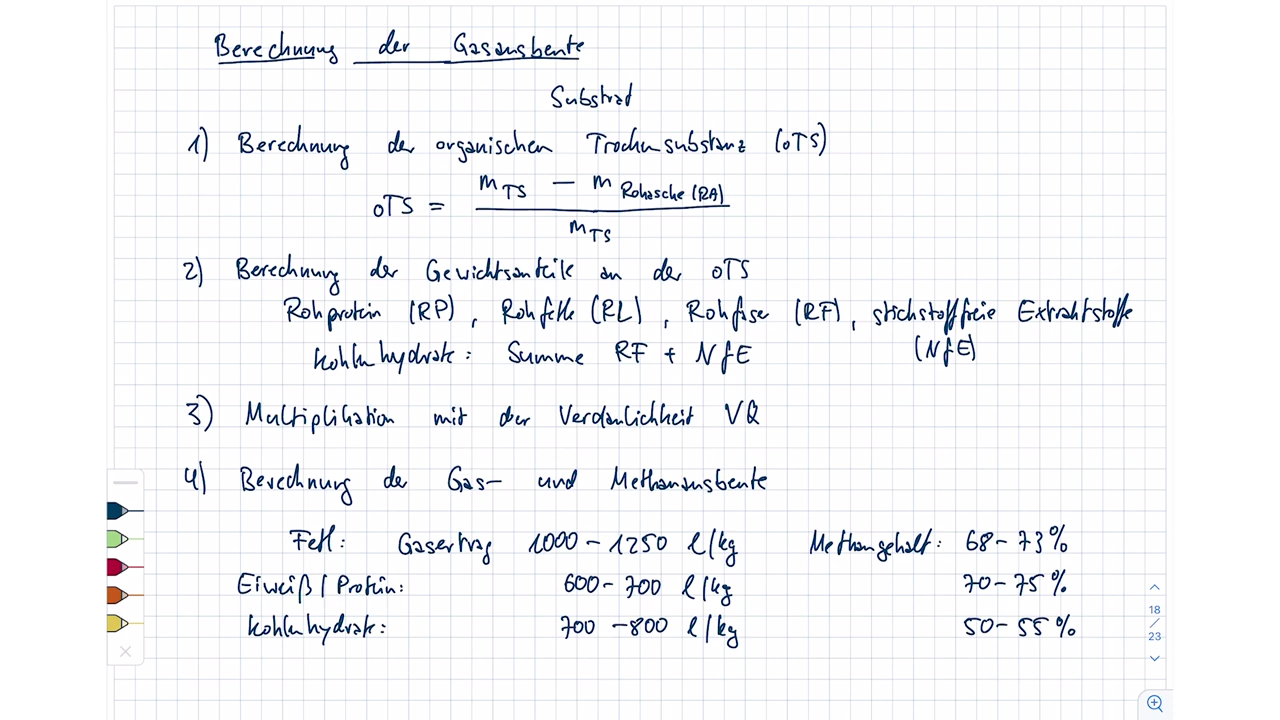 Berechnung der Gasausbeute
Substrat
1) Berechnung der organischen Trockensubstanz (oTS)
oTS = (m TS − m Rohasche (RA)) / m TS
2) Berechnung der Gewichtsanteile an der oTS
Rohprotein (RP), Rohfette (RL), Rohfaser (RF), stickstofffreie Extraktstoffe
(NfE)
Kohlenhydrate: Summe RF + NfE
3) Multiplikation mit der Verdaulichkeit VQ
4) Berechnung der Gas- und Methanausbeute
Fett: Gasertrag 1000 – 1250 l/kg Methangehalt: 68 – 73 %
Eiweiß / Protein: 600 – 700 l/kg 70 – 75 %
Kohlenhydrate: 700 – 800 l/kg 50 – 55 %
18
/
23